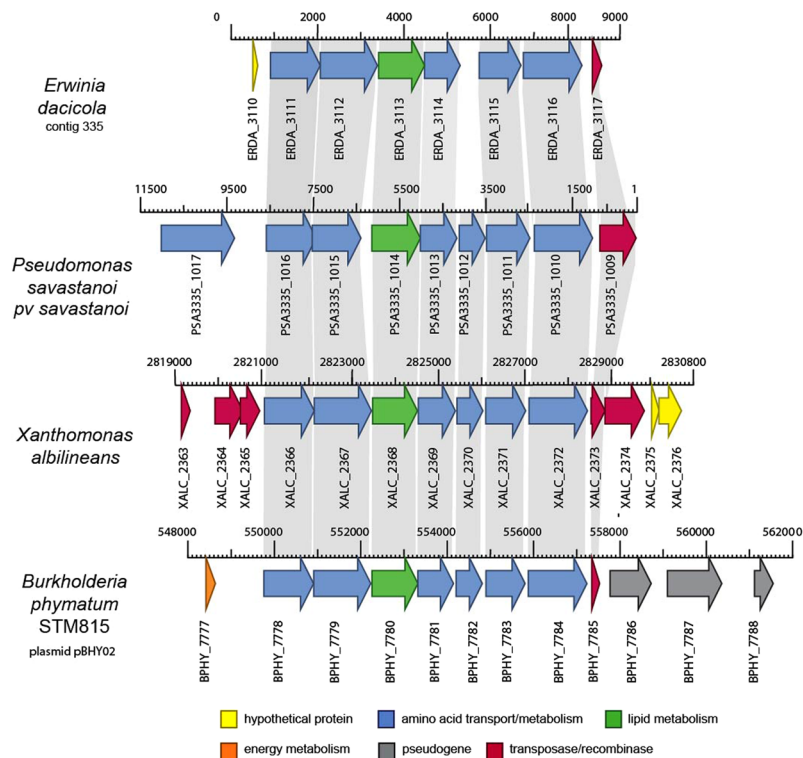 0 2000 4000 6000 8000 9000
Erwinia
dacicola
contig 335
ERDA_3110 ERDA_3111 ERDA_3112 ERDA_3113 ERDA_3114 ERDA_3115 ERDA_3116 ERDA_3117
11500 9500 7500 5500 3500 1500 1
Pseudomonas
savastanoi
pv savastanoi
PSA3335_1017 PSA3335_1016 PSA3335_1015 PSA3335_1014 PSA3335_1013 PSA3335_1012 PSA3335_1011 PSA3335_1010 PSA3335_1009
2819000 2821000 2823000 2825000 2827000 2829000 2830800
Xanthomonas
albilineans
XALC_2363 XALC_2364 XALC_2365 XALC_2366 XALC_2367 XALC_2368 XALC_2369 XALC_2370 XALC_2371 XALC_2372 XALC_2373 XALC_2374 XALC_2375 XALC_2376
548000 550000 552000 554000 556000 558000 560000 562000
Burkholderia
phymatum
STM815
plasmid pBHY02
BPHY_7777 BPHY_7778 BPHY_7779 BPHY_7780 BPHY_7781 BPHY_7782 BPHY_7783 BPHY_7784 BPHY_7785 BPHY_7786 BPHY_7787 BPHY_7788
hypothetical protein amino acid transport/metabolism lipid metabolism
energy metabolism pseudogene transposase/recombinase